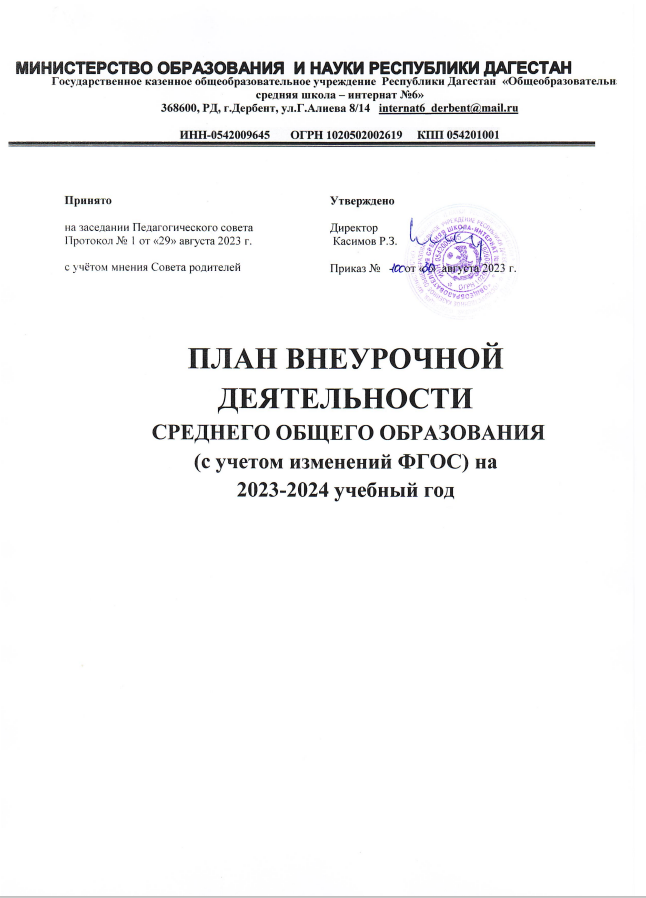 МИНИСТЕРСТВО ОБРАЗОВАНИЯ И НАУКИ РЕСПУБЛИКИ ДАГЕСТАН
Государственное казенное общеобразовательное учреждение Республики Дагестан «Общеобразовательн
средняя школа – интернат №6»
368600, РД, г.Дербент, ул.Г.Алиева 8/14 internat6_derbent@mail.ru
ИНН-0542009645 ОГРН 1020502002619 КПП 054201001
Принято
на заседании Педагогического совета
Протокол № 1 от «29» августа 2023 г.
с учётом мнения Совета родителей
Утверждено
Директор
Касимов Р.З.
Приказ № 100 от «30» августа 2023 г.
ПЛАН ВНЕУРОЧНОЙ
ДЕЯТЕЛЬНОСТИ
СРЕДНЕГО ОБЩЕГО ОБРАЗОВАНИЯ
(с учетом изменений ФГОС) на
2023-2024 учебный год